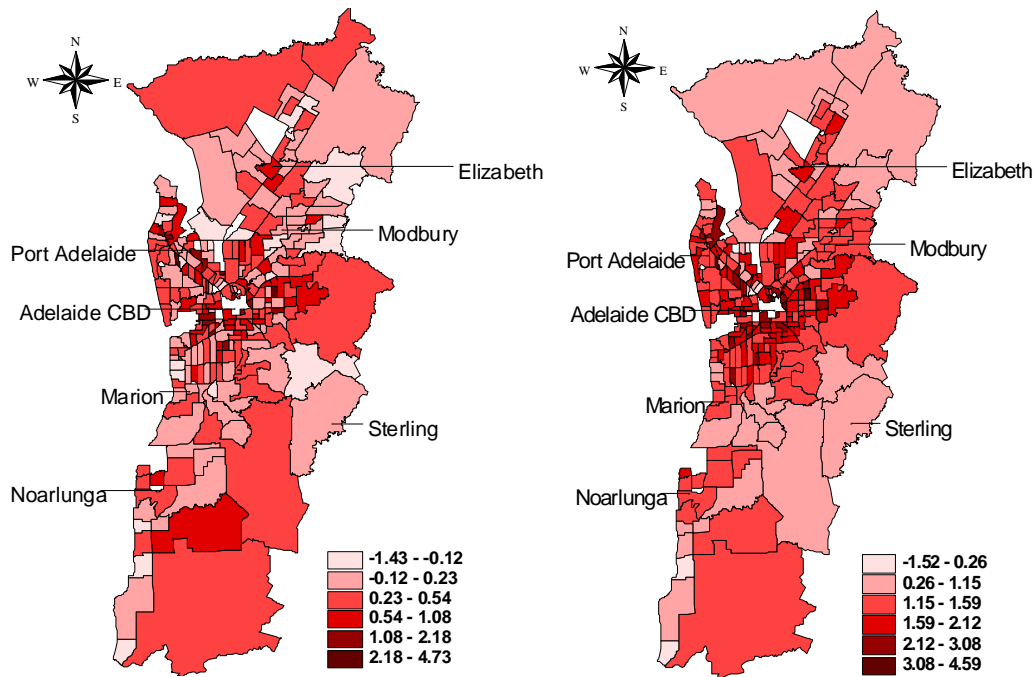 N
W E
S
Elizabeth
Modbury
Port Adelaide
Adelaide CBD
Marion
Sterling
Noarlunga
-1.43 - -0.12
-0.12 - 0.23
0.23 - 0.54
0.54 - 1.08
1.08 - 2.18
2.18 - 4.73
N
W E
S
Elizabeth
Modbury
Port Adelaide
Adelaide CBD
Marion
Sterling
Noarlunga
-1.52 - 0.26
0.26 - 1.15
1.15 - 1.59
1.59 - 2.12
2.12 - 3.08
3.08 - 4.59